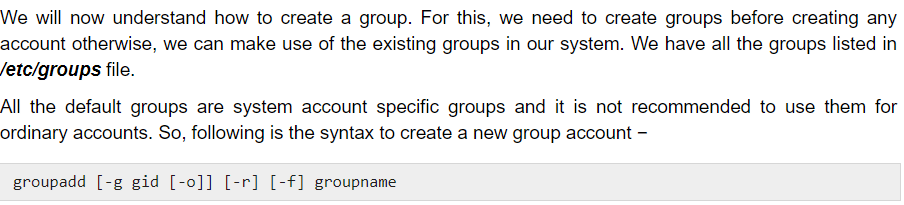 We will now understand how to create a group. For this, we need to create groups before creating any
account otherwise, we can make use of the existing groups in our system. We have all the groups listed in
/etc/groups file.
All the default groups are system account specific groups and it is not recommended to use them for
ordinary accounts. So, following is the syntax to create a new group account −
groupadd [-g gid [-o]] [-r] [-f] groupname